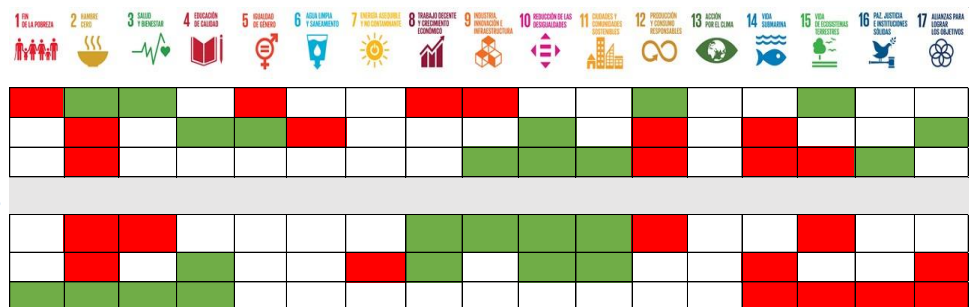 1 FIN
DE LA POBREZA
2 HAMBRE
CERO
3 SALUD
Y BIENESTAR
4 EDUCACIÓN
DE CALIDAD
5 IGUALDAD
DE GÉNERO
6 AGUA LIMPIA
Y SANEAMIENTO
7 ENERGÍA ASEQUIBLE
Y NO CONTAMINANTE
8 TRABAJO DECENTE
Y CRECIMIENTO
ECONÓMICO
9 INDUSTRIA,
INNOVACIÓN E
INFRAESTRUCTURA
10 REDUCCIÓN DE LAS
DESIGUALDADES
11 CIUDADES Y
COMUNIDADES
SOSTENIBLES
12 PRODUCCIÓN
Y CONSUMO
RESPONSABLES
13 ACCIÓN
POR EL CLIMA
14 VIDA
SUBMARINA
15 VIDA
DE ECOSISTEMAS
TERRESTRES
16 PAZ, JUSTICIA
E INSTITUCIONES
SÓLIDAS
17 ALIANZAS PARA
LOGRAR
LOS OBJETIVOS